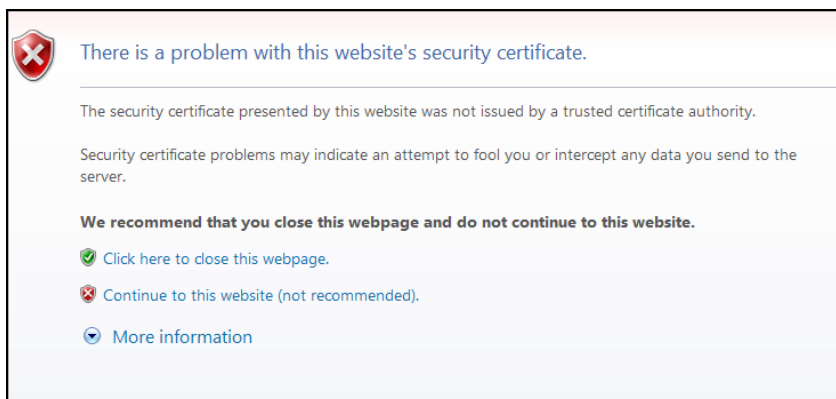 There is a problem with this website's security certificate.
The security certificate presented by this website was not issued by a trusted certificate authority.
Security certificate problems may indicate an attempt to fool you or intercept any data you send to the
server.
We recommend that you close this webpage and do not continue to this website.
Click here to close this webpage.
Continue to this website (not recommended).
More information